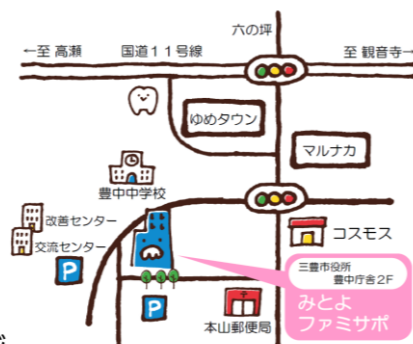 六の坪
←至 高瀬
国道11号線
至 観音寺→
ゆめタウン
マルナカ
豊中中学校
改善センター
交流センター
コスモス
三豊市役所
豊中庁舎2F
みとよ
ファミサポ
P
P
本山郵便局